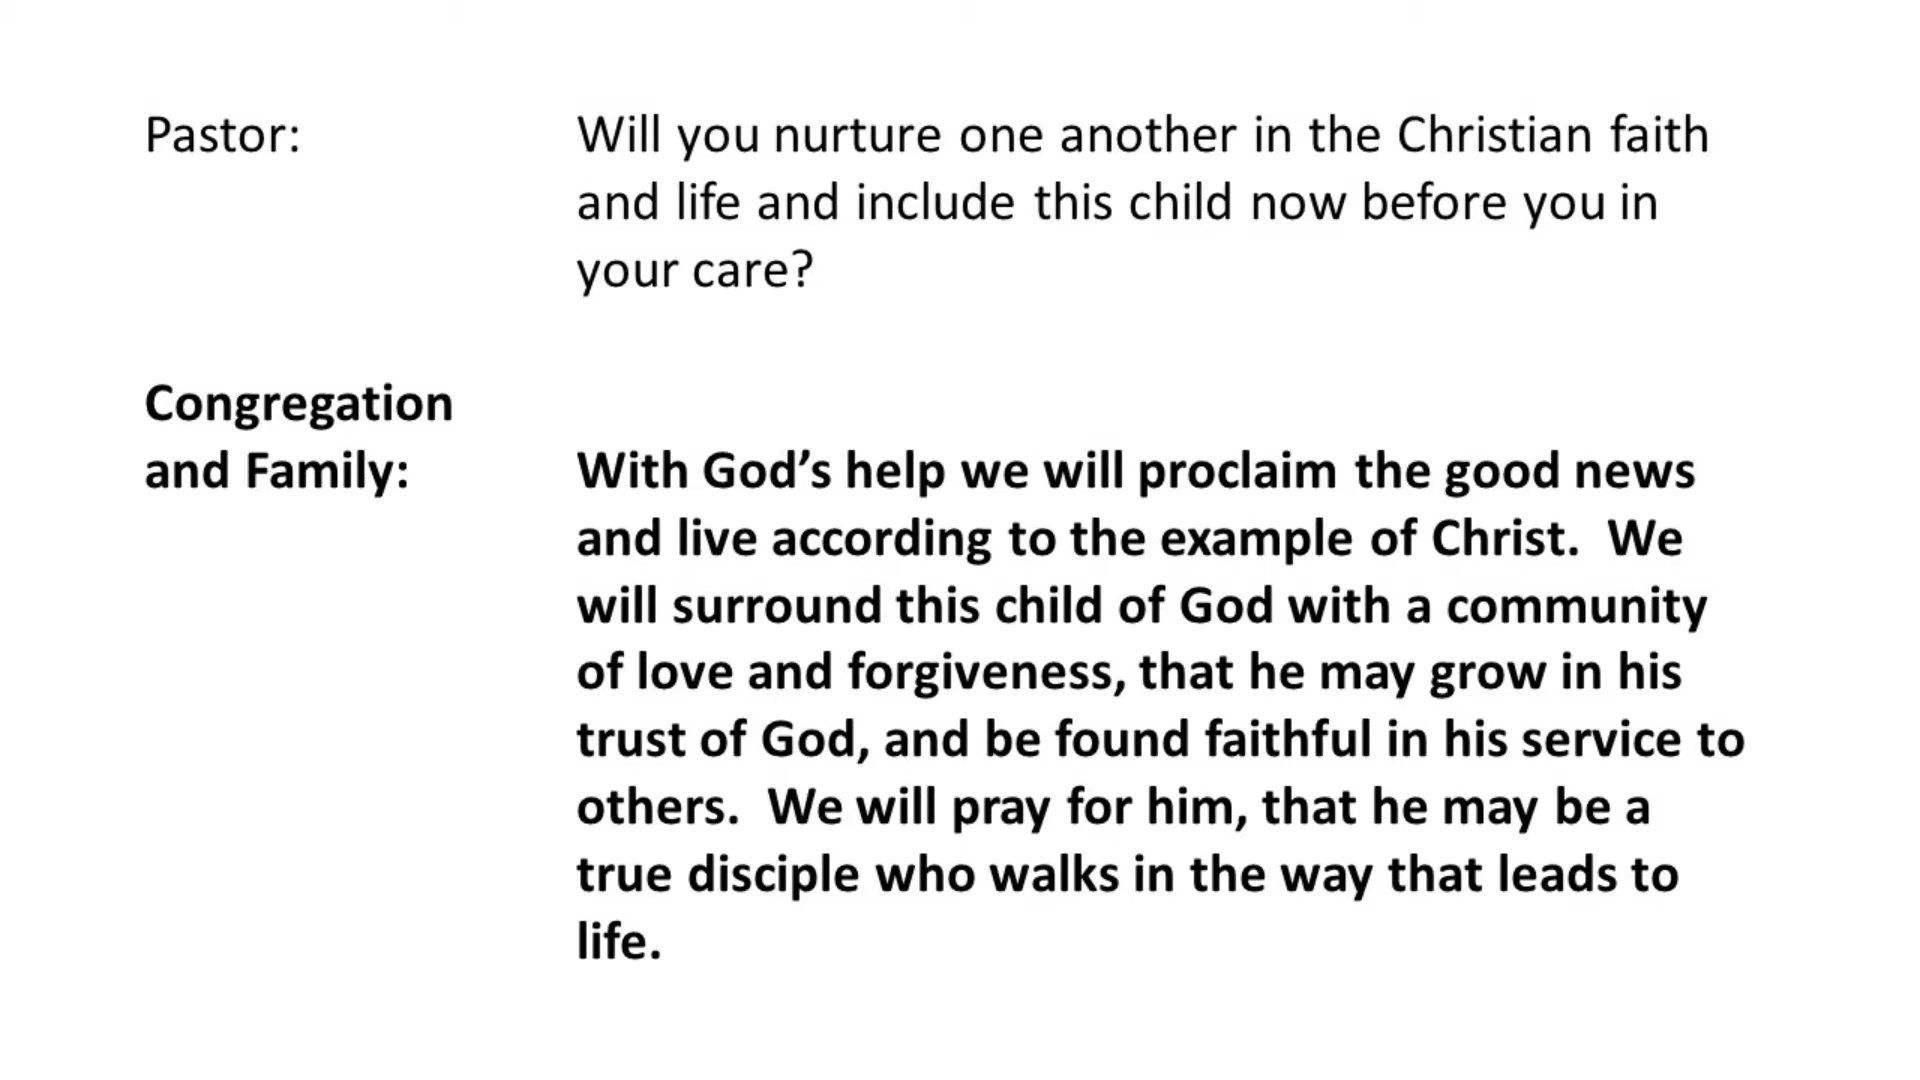 Pastor: Will you nurture one another in the Christian faith
and life and include this child now before you in
your care?
Congregation
and Family: With God’s help we will proclaim the good news
and live according to the example of Christ.  We
will surround this child of God with a community
of love and forgiveness, that he may grow in his
trust of God, and be found faithful in his service to
others.  We will pray for him, that he may be a
true disciple who walks in the way that leads to
life.